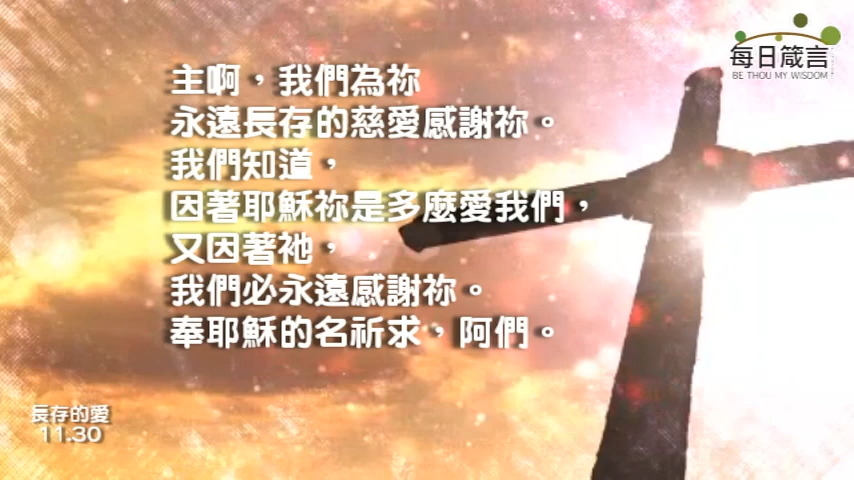 每日箴言
BE THOU MY WISDOM
主啊，我們為祢
永遠長存的慈愛感謝祢。
我們知道，
因著耶穌祢是多麼愛我們，
又因著祂，
我們必永遠感謝祢。
奉耶穌的名祈求，阿們。
長存的愛
11.30